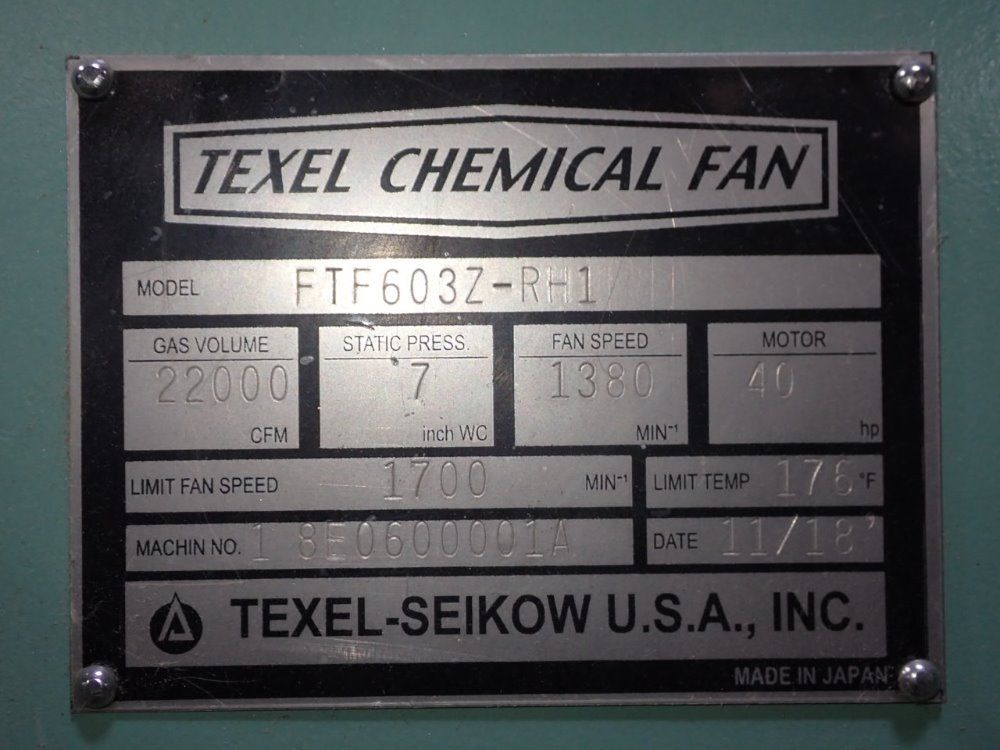 TEXEL CHEMICAL FAN
MODEL FTF603Z-RH1
GAS VOLUME STATIC PRESS. FAN SPEED MOTOR
22000 7 1380 40
CFM inch WC MIN⁻¹ hp
LIMIT FAN SPEED 1700 MIN⁻¹ LIMIT TEMP 176 °F
MACHIN NO. 18E0600001A DATE 11/18'
TEXEL-SEIKOW U.S.A., INC.
MADE IN JAPAN